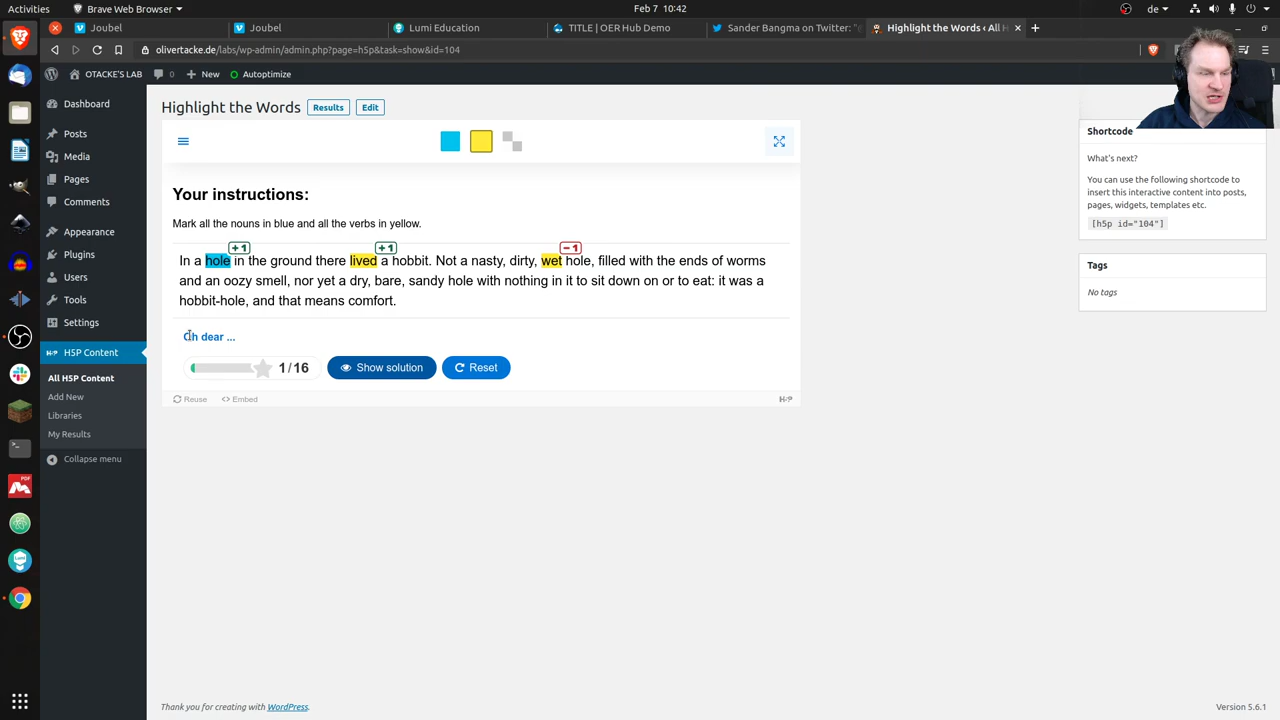 Activities
Brave Web Browser
Feb 7 10:42
de
Joubel
Joubel
Lumi Education
TITLE | OER Hub Demo
Sander Bangma on Twitter: "
Highlight the Words ‹ All H
olivertacke.de/labs/wp-admin/admin.php?page=h5p&task=show&id=104
OTACKE'S LAB
0
New
Autoptimize
Dashboard
Posts
Media
Pages
Comments
Appearance
Plugins
Users
Tools
Settings
H5P Content
All H5P Content
Add New
Libraries
My Results
Collapse menu
Highlight the Words
Results
Edit
Your instructions:
Mark all the nouns in blue and all the verbs in yellow.
+1
+1
−1
In a hole in the ground there lived a hobbit. Not a nasty, dirty, wet hole, filled with the ends of worms
and an oozy smell, nor yet a dry, bare, sandy hole with nothing in it to sit down on or to eat: it was a
hobbit-hole, and that means comfort.
Oh dear ...
1/16
Show solution
Reset
Reuse
Embed
H5P
Shortcode
What's next?
You can use the following shortcode to
insert this interactive content into posts,
pages, widgets, templates etc.
[h5p id="104"]
Tags
No tags
Thank you for creating with WordPress.
Version 5.6.1